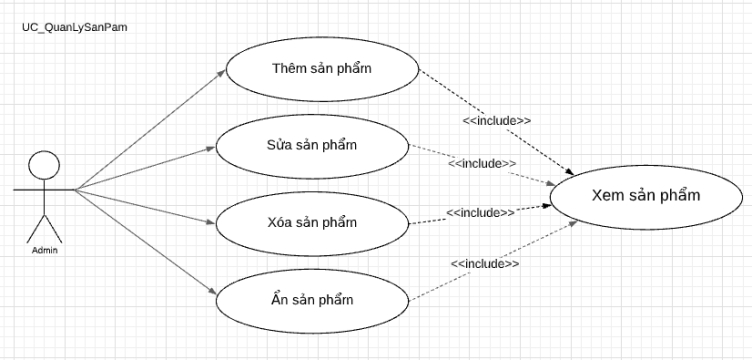 UC_QuanLySanPam
Thêm sản phẩm
<<include>>
Sửa sản phẩm
<<include>>
Xem sản phẩm
Xóa sản phẩm
<<include>>
Admin
<<include>>
Ẩn sản phẩm